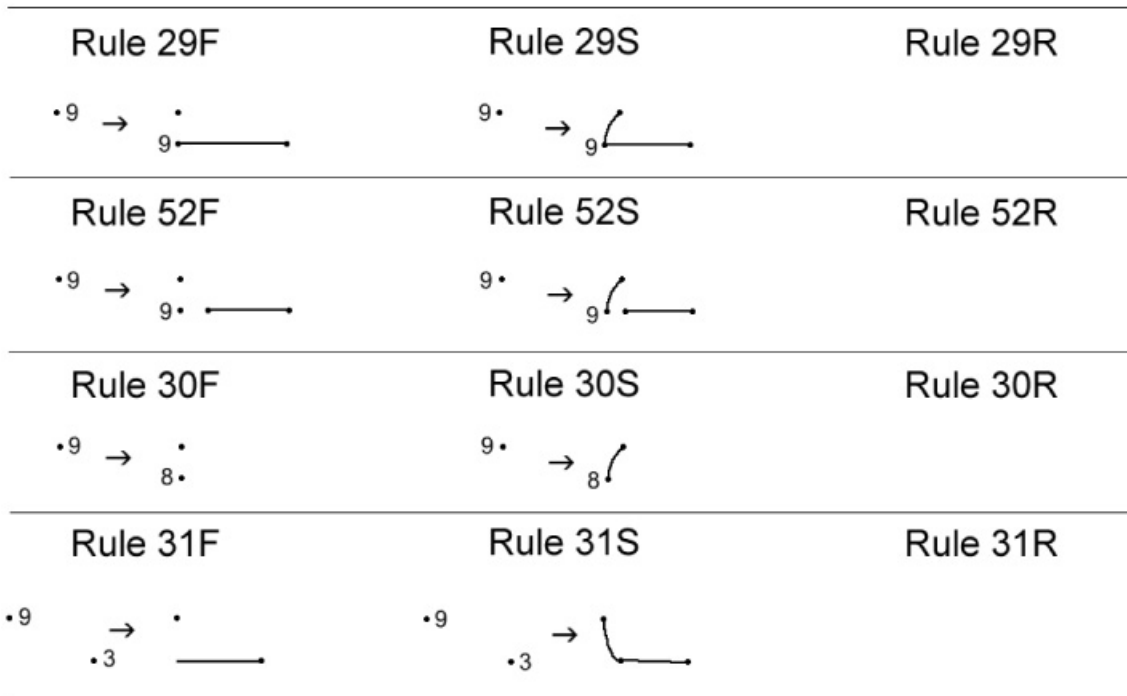 Rule 29F Rule 29S Rule 29R
9 → 9 9 → 9
Rule 52F Rule 52S Rule 52R
9 → 9 9 → 9
Rule 30F Rule 30S Rule 30R
9 → 8 9 → 8
Rule 31F Rule 31S Rule 31R
9 → 9 →
3 3